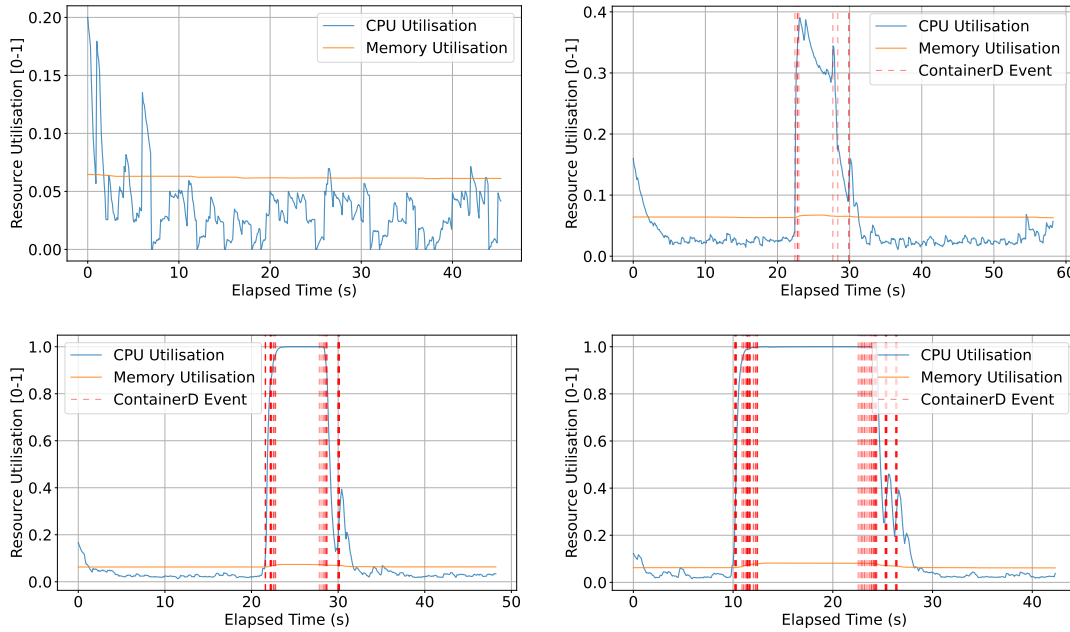 CPU Utilisation
Memory Utilisation
Resource Utilisation [0-1]
0.20
0.15
0.10
0.05
0.00
0 10 20 30 40
Elapsed Time (s)
CPU Utilisation
Memory Utilisation
ContainerD Event
Resource Utilisation [0-1]
0.4
0.3
0.2
0.1
0.0
0 10 20 30 40 50 60
Elapsed Time (s)
CPU Utilisation
Memory Utilisation
ContainerD Event
Resource Utilisation [0-1]
1.0
0.8
0.6
0.4
0.2
0.0
0 10 20 30 40 50
Elapsed Time (s)
CPU Utilisation
Memory Utilisation
ContainerD Event
Resource Utilisation [0-1]
1.0
0.8
0.6
0.4
0.2
0.0
0 10 20 30 40
Elapsed Time (s)